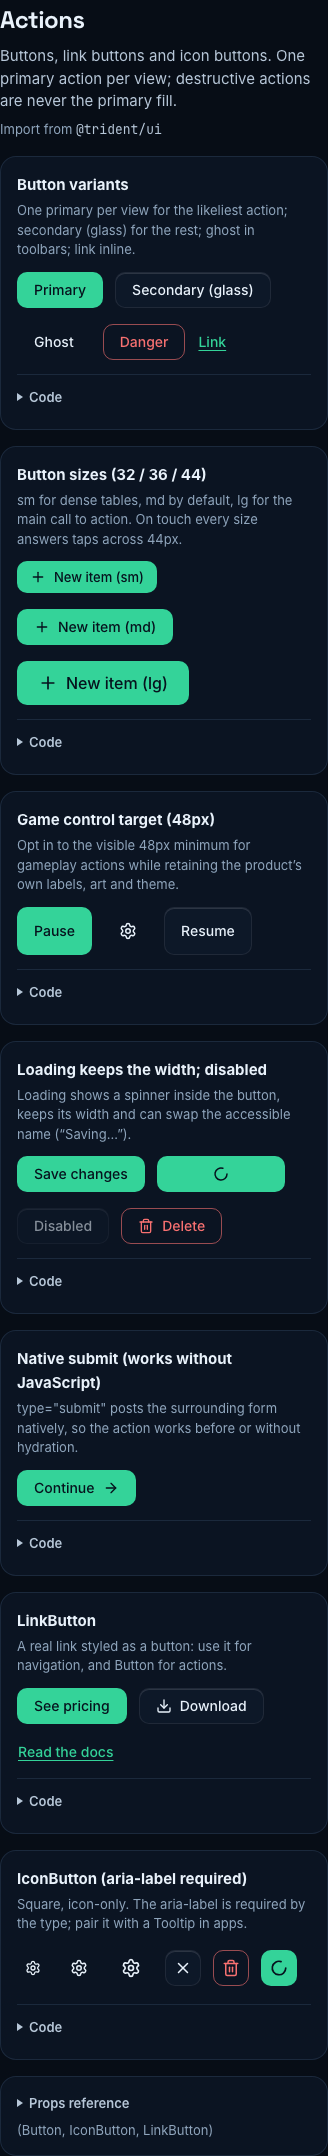 Actions
Buttons, link buttons and icon buttons. One
primary action per view; destructive actions
are never the primary fill.
Import from @trident/ui
Button variants
One primary per view for the likeliest action;
secondary (glass) for the rest; ghost in
toolbars; link inline.
Primary Secondary (glass)
Ghost Danger Link
Code
Button sizes (32 / 36 / 44)
sm for dense tables, md by default, lg for the
main call to action. On touch every size
answers taps across 44px.
New item (sm)
New item (md)
New item (lg)
Code
Game control target (48px)
Opt in to the visible 48px minimum for
gameplay actions while retaining the product’s
own labels, art and theme.
Pause Resume
Code
Loading keeps the width; disabled
Loading shows a spinner inside the button,
keeps its width and can swap the accessible
name (“Saving…”).
Save changes
Disabled Delete
Code
Native submit (works without
JavaScript)
type="submit" posts the surrounding form
natively, so the action works before or without
hydration.
Continue
Code
LinkButton
A real link styled as a button: use it for
navigation, and Button for actions.
See pricing Download
Read the docs
Code
IconButton (aria-label required)
Square, icon-only. The aria-label is required by
the type; pair it with a Tooltip in apps.
Code
Props reference
(Button, IconButton, LinkButton)